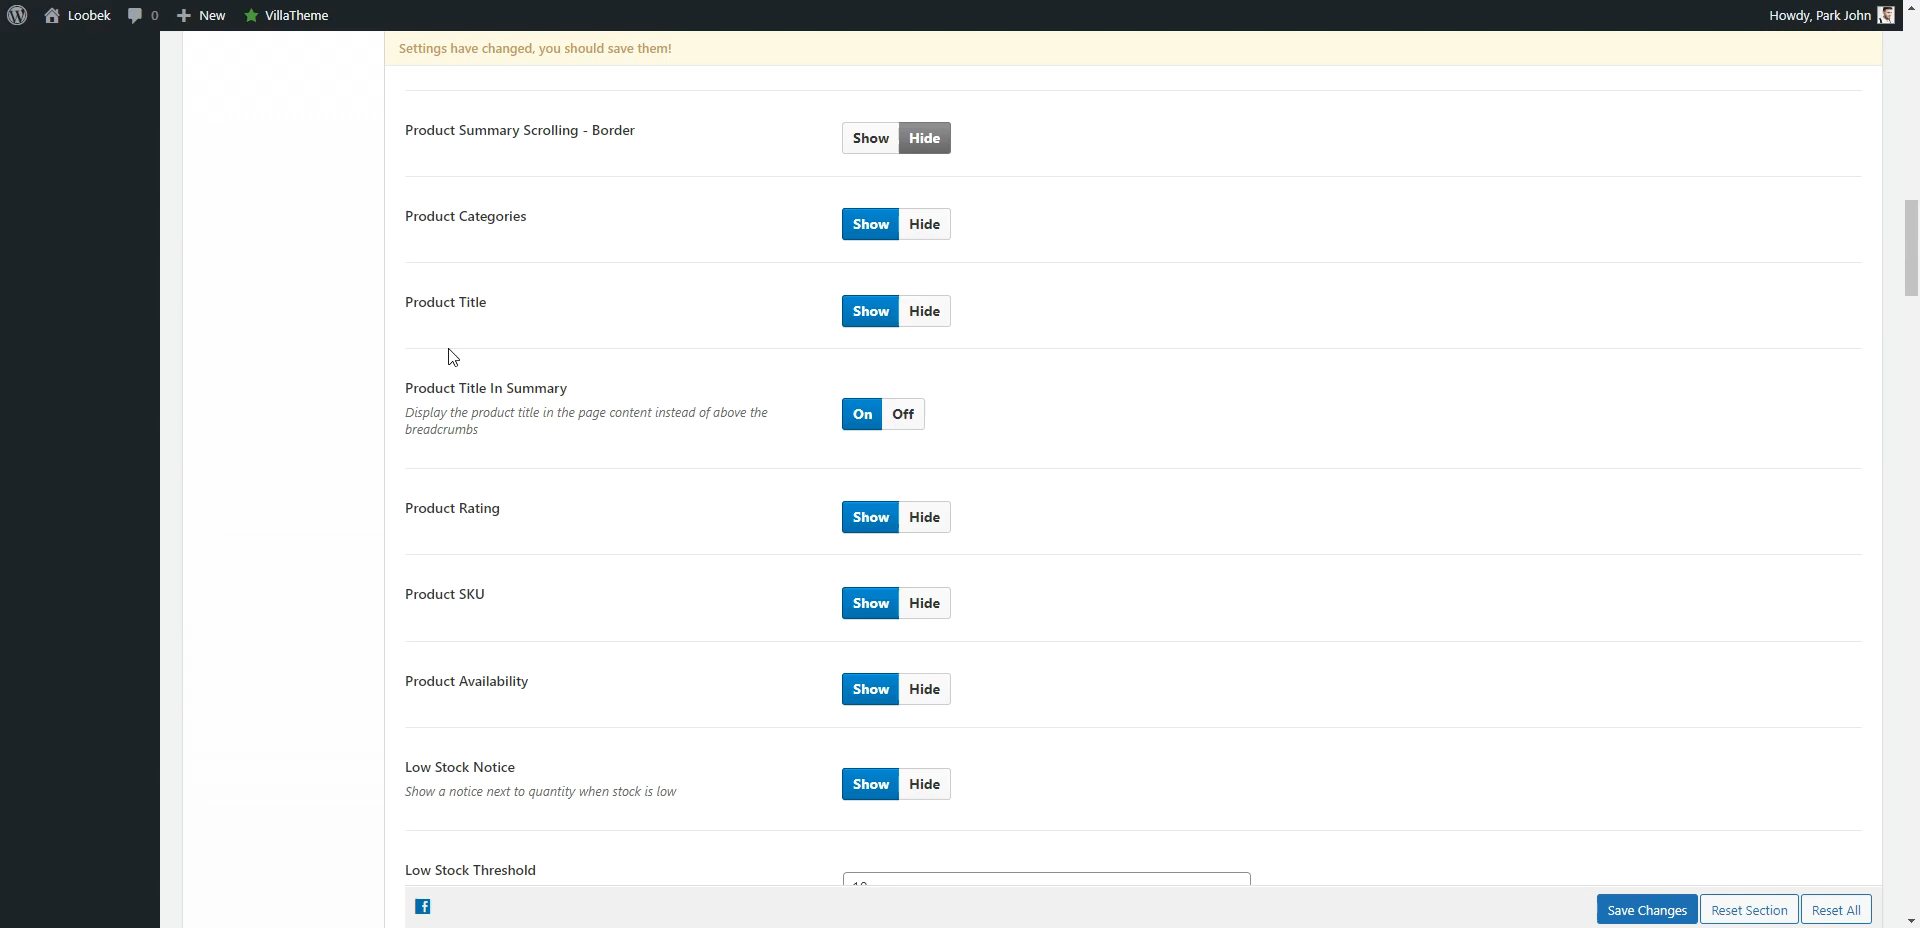 Loobek 0 New VillaTheme Howdy, Park John
Settings have changed, you should save them!
Product Summary Scrolling - Border
Show Hide
Product Categories
Show Hide
Product Title
Show Hide
Product Title In Summary
Display the product title in the page content instead of above the
breadcrumbs
On Off
Product Rating
Show Hide
Product SKU
Show Hide
Product Availability
Show Hide
Low Stock Notice
Show a notice next to quantity when stock is low
Show Hide
Low Stock Threshold
Save Changes Reset Section Reset All